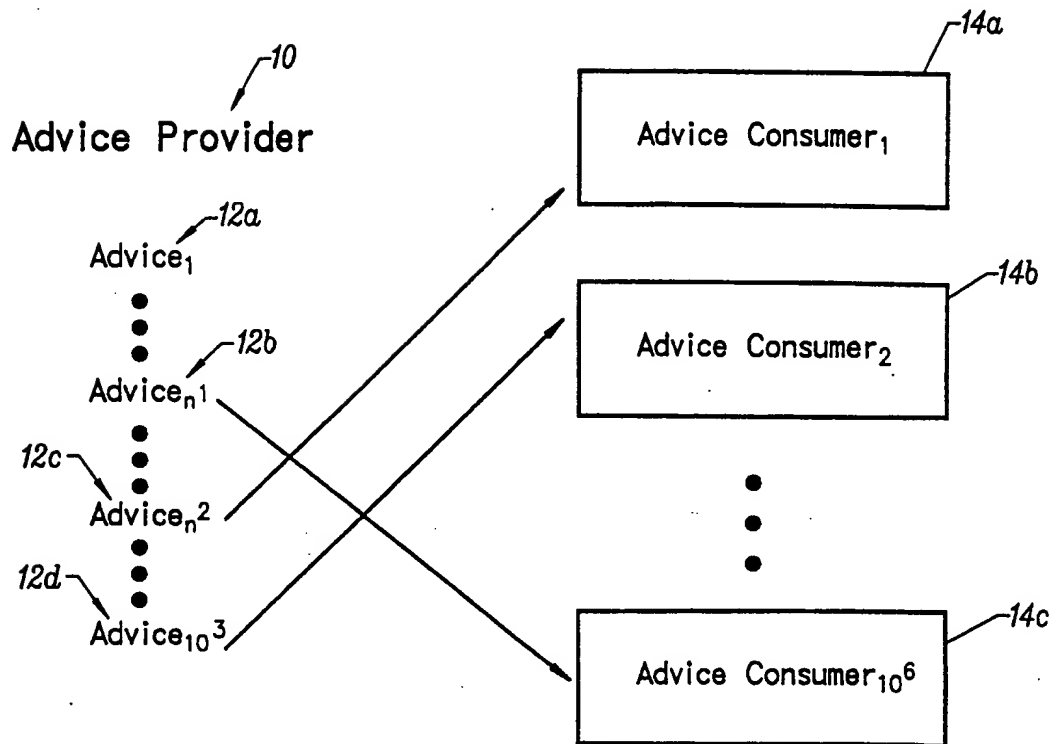 10
Advice Provider
12a
Advice₁
12b
Adviceₙ1
12c
Adviceₙ2
12d
Advice₁₀3
14a
Advice Consumer₁
14b
Advice Consumer₂
14c
Advice Consumer₁₀6